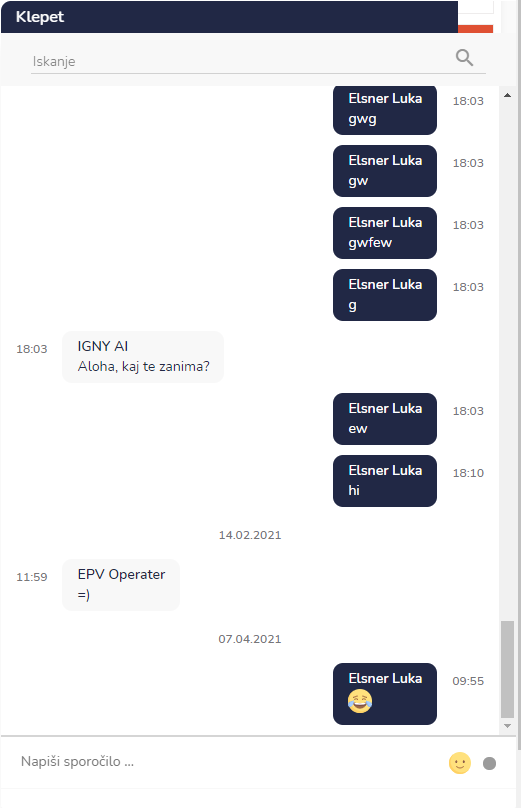 Klepet
Iskanje
Elsner Luka
18:03
gwg
Elsner Luka
18:03
gw
Elsner Luka
18:03
gwfew
Elsner Luka
18:03
g
18:03
IGNY AI
Aloha, kaj te zanima?
Elsner Luka
18:03
ew
Elsner Luka
18:10
hi
14.02.2021
11:59
EPV Operater
=)
07.04.2021
Elsner Luka
09:55
😂
Napiši sporočilo ...